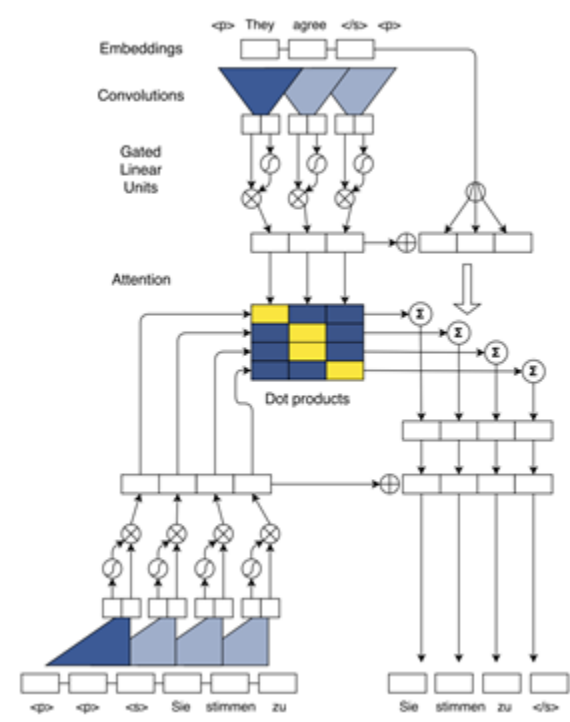 <p> They agree </s> <p>
Embeddings
Convolutions
Gated
Linear
Units
Attention
Σ
Σ
Σ
Σ
Dot products
<p> <p> <s> Sie stimmen zu
Sie stimmen zu </s>